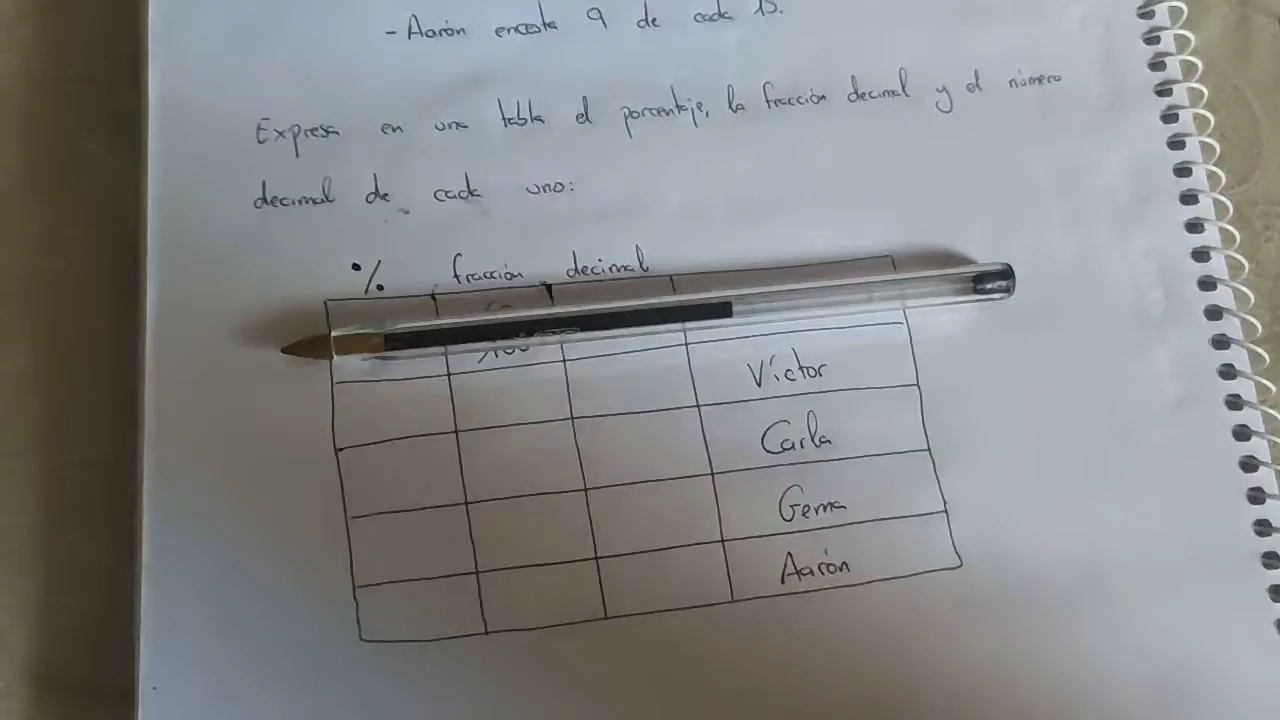 - Aarón encesta 9 de cada 15.
Expresa en una tabla el porcentaje, la fracción decimal y el número
decimal de cada uno:
% fracción decimal
Víctor
Carla
Gema
Aarón